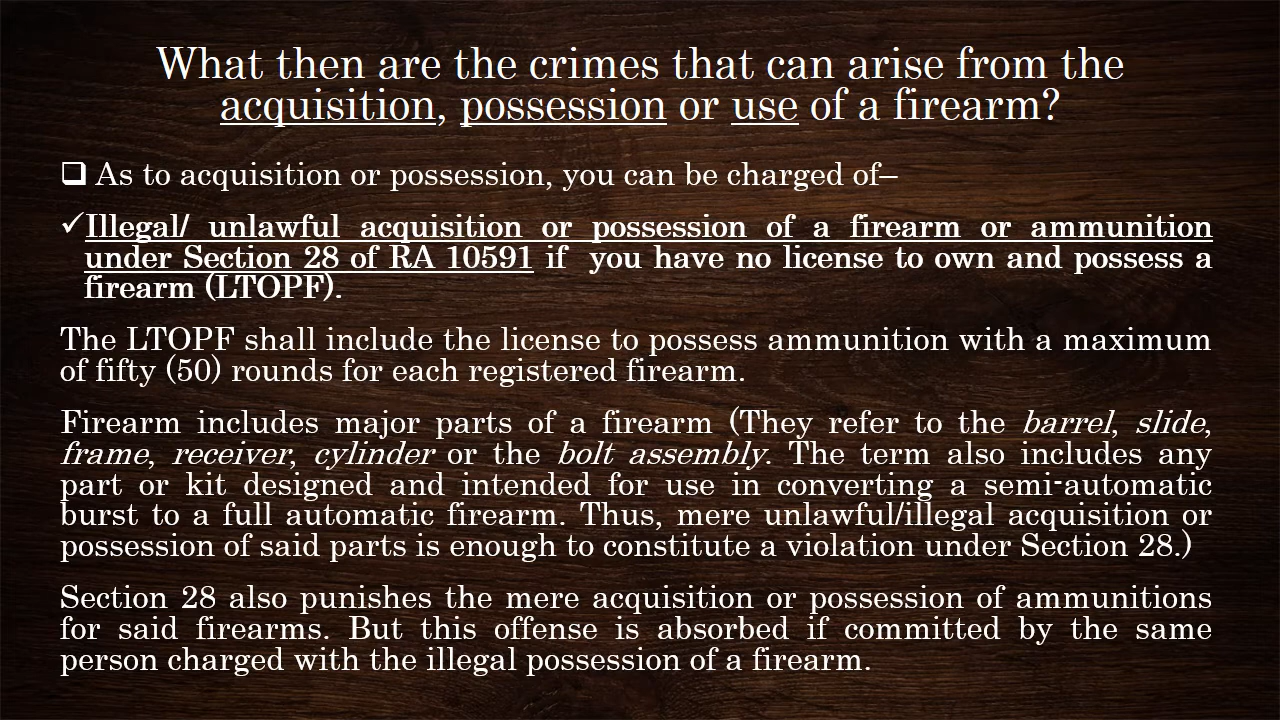 What then are the crimes that can arise from the
acquisition, possession or use of a firearm?
❑ As to acquisition or possession, you can be charged of–
✓Illegal/ unlawful acquisition or possession of a firearm or ammunition
under Section 28 of RA 10591 if you have no license to own and possess a
firearm (LTOPF).
The LTOPF shall include the license to possess ammunition with a maximum
of fifty (50) rounds for each registered firearm.
Firearm includes major parts of a firearm (They refer to the barrel, slide,
frame, receiver, cylinder or the bolt assembly. The term also includes any
part or kit designed and intended for use in converting a semi-automatic
burst to a full automatic firearm. Thus, mere unlawful/illegal acquisition or
possession of said parts is enough to constitute a violation under Section 28.)
Section 28 also punishes the mere acquisition or possession of ammunitions
for said firearms. But this offense is absorbed if committed by the same
person charged with the illegal possession of a firearm.